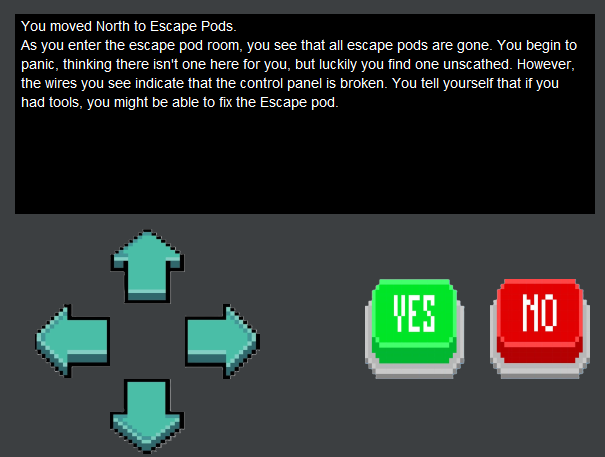 You moved North to Escape Pods.
As you enter the escape pod room, you see that all escape pods are gone. You begin to
panic, thinking there isn't one here for you, but luckily you find one unscathed. However,
the wires you see indicate that the control panel is broken. You tell yourself that if you
had tools, you might be able to fix the Escape pod.
YES NO